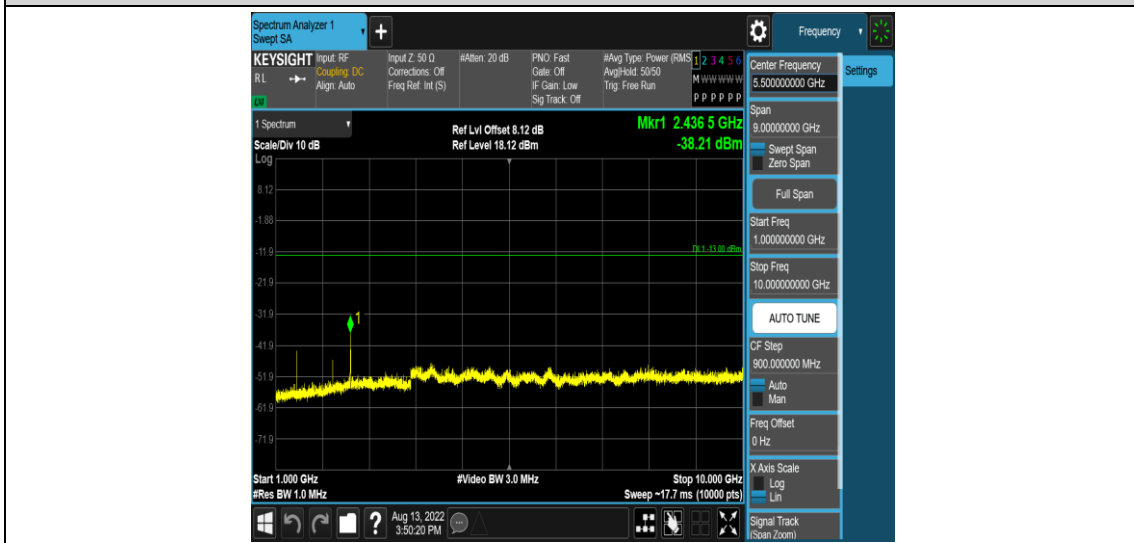 Spectrum Analyzer 1
Swept SA
+
Frequency
KEYSIGHT
RL
LXI
Input: RF
Coupling: DC
Align: Auto
Input Z: 50 Ω
Corrections: Off
Freq Ref: Int (S)
#Atten: 20 dB
PNO: Fast
Gate: Off
IF Gain: Low
Sig Track: Off
#Avg Type: Power (RMS
Avg|Hold: 50/50
Trig: Free Run
1 2 3 4 5 6
M W W W W W
P P P P P P
Center Frequency
5.500000000 GHz
Settings
1 Spectrum
Scale/Div 10 dB
Ref Lvl Offset 8.12 dB
Ref Level 18.12 dBm
Mkr1 2.436 5 GHz
-38.21 dBm
Log
8.12
-1.88
-11.9
-21.9
-31.9
-41.9
-51.9
-61.9
-71.9
DL1 -13.00 dBm
1
Start 1.000 GHz
#Res BW 1.0 MHz
#Video BW 3.0 MHz
Stop 10.000 GHz
Sweep ~17.7 ms (10000 pts)
Span
9.00000000 GHz
Swept Span
Zero Span
Full Span
Start Freq
1.000000000 GHz
Stop Freq
10.000000000 GHz
AUTO TUNE
CF Step
900.000000 MHz
Auto
Man
Freq Offset
0 Hz
X Axis Scale
Log
Lin
Signal Track
(Span Zoom)
?
Aug 13, 2022
3:50:20 PM